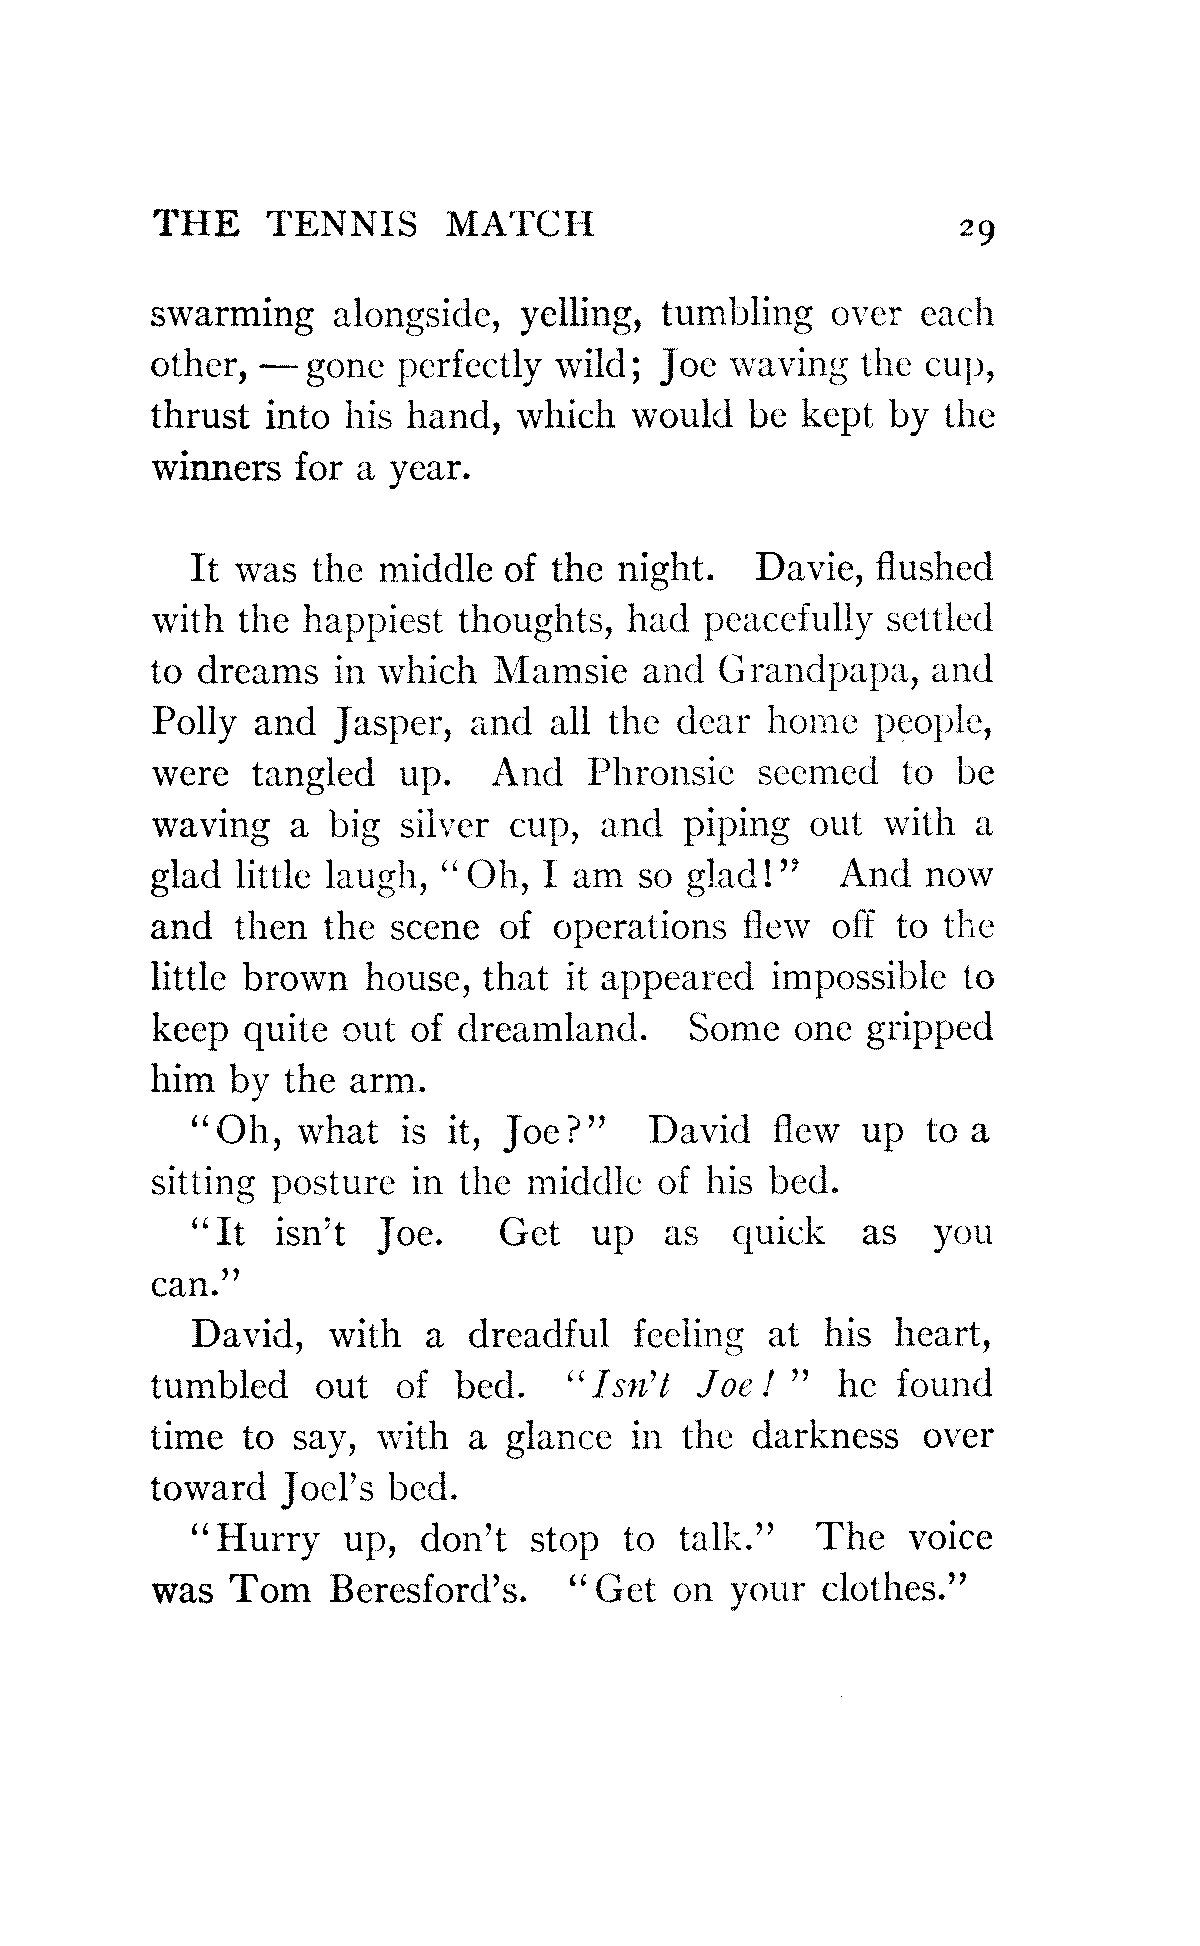 THE TENNIS MATCH 29
swarming alongside, yelling, tumbling over each
other, — gone perfectly wild; Joe waving the cup,
thrust into his hand, which would be kept by the
winners for a year.
It was the middle of the night. Davie, flushed
with the happiest thoughts, had peacefully settled
to dreams in which Mamsie and Grandpapa, and
Polly and Jasper, and all the dear home people,
were tangled up. And Phronsie seemed to be
waving a big silver cup, and piping out with a
glad little laugh, “Oh, I am so glad!” And now
and then the scene of operations flew off to the
little brown house, that it appeared impossible to
keep quite out of dreamland. Some one gripped
him by the arm.
“Oh, what is it, Joe?” David flew up to a
sitting posture in the middle of his bed.
“It isn't Joe. Get up as quick as you
can.”
David, with a dreadful feeling at his heart,
tumbled out of bed. “Isn't Joe!” he found
time to say, with a glance in the darkness over
toward Joel's bed.
“Hurry up, don't stop to talk.” The voice
was Tom Beresford's. “Get on your clothes.”